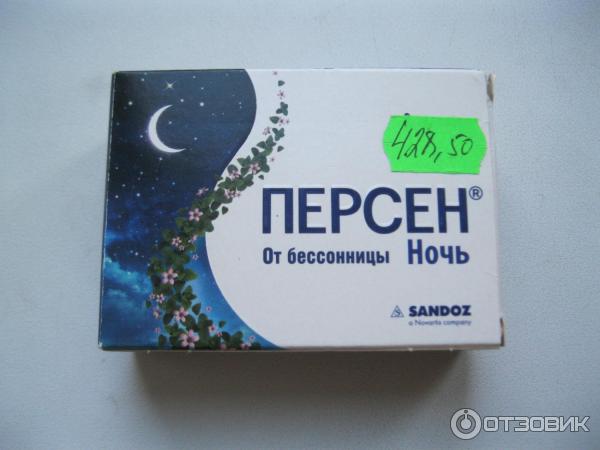 428,50
ПЕРСЕН®
От бессонницы Ночь
SANDOZ
a Novartis company
ОТЗОВИК